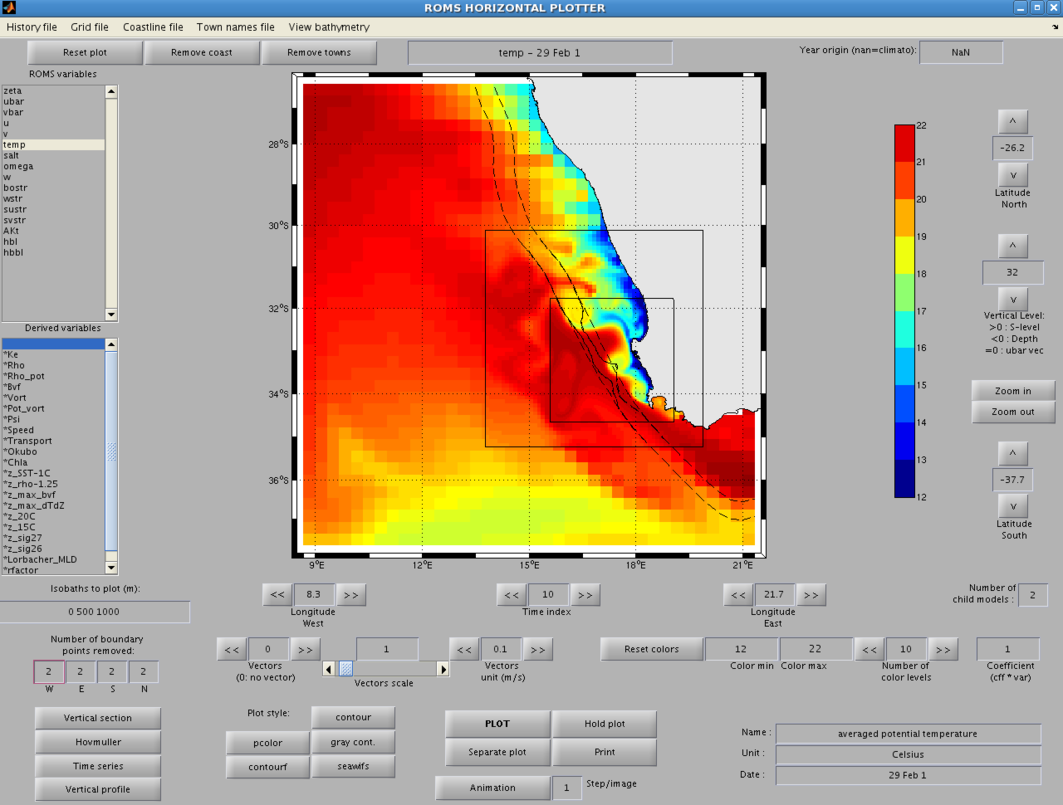 ROMS HORIZONTAL PLOTTER
History file Grid file Coastline file Town names file View bathymetry
Reset plot Remove coast Remove towns temp - 29 Feb 1 Year origin (nan=climato): NaN
ROMS variables
zeta
ubar
vbar
u
v
temp
salt
omega
w
bostr
wstr
sustr
svstr
AKt
hbl
hbbl
Derived variables
*Ke
*Rho
*Rho_pot
*Bvf
*Vort
*Pot_vort
*Psi
*Speed
*Transport
*Okubo
*Chla
*z_SST-1C
*z_rho-1.25
*z_max_bvf
*z_max_dTdZ
*z_20C
*z_15C
*z_sig27
*z_sig26
*Lorbacher_MLD
*rfactor
28°S
30°S
32°S
34°S
36°S
9°E 12°E 15°E 18°E 21°E
22
21
20
19
18
17
16
15
14
13
12
^
-26.2
v
Latitude
North
^
32
v
Vertical Level:
>0 : S-level
<0 : Depth
=0 : ubar vec
Zoom in
Zoom out
^
-37.7
v
Latitude
South
Isobaths to plot (m):
0 500 1000
<< 8.3 >>
Longitude
West
<< 10 >>
Time index
<< 21.7 >>
Longitude
East
Number of
child models : 2
Number of boundary
points removed:
2 2 2 2
W E S N
<< 0 >>
Vectors
(0: no vector)
1
Vectors scale
<< 0.1 >>
Vectors
unit (m/s)
Reset colors 12 22 << 10 >> 1
Color min Color max Number of
color levels
Coefficient
(cff * var)
Vertical section
Hovmuller
Time series
Vertical profile
Plot style: contour
pcolor gray cont.
contourf seawifs
PLOT Hold plot
Separate plot Print
Animation 1 Step/image
Name : averaged potential temperature
Unit : Celsius
Date : 29 Feb 1